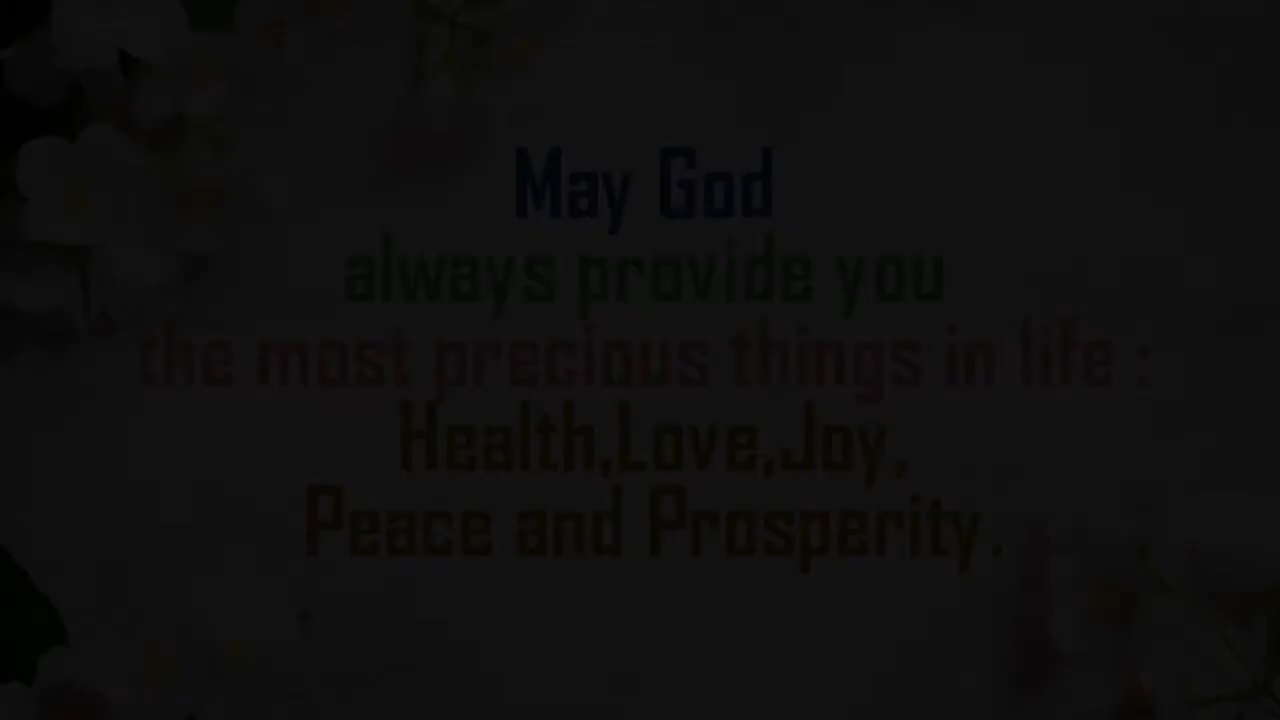 May God
always provide you
the most precious things in life :
Health,Love,Joy,
Peace and Prosperity.